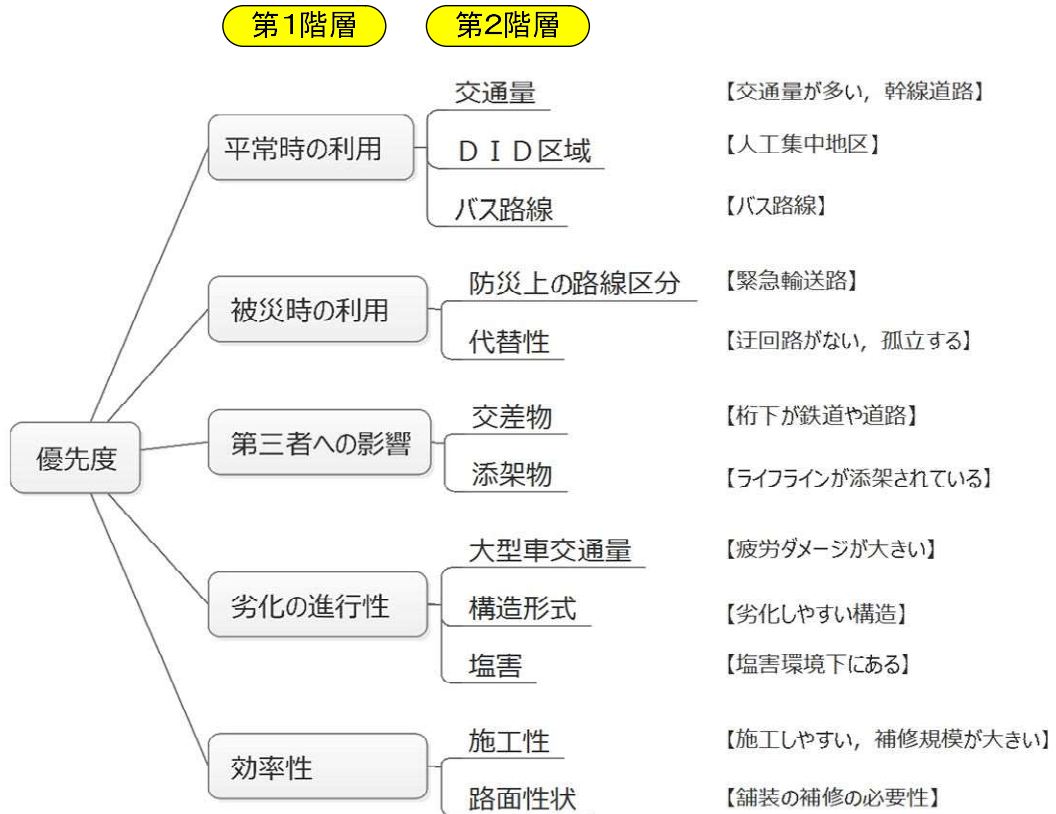 第1階層 第2階層
交通量 【交通量が多い，幹線道路】
平常時の利用 ＤＩＤ区域 【人工集中地区】
バス路線 【バス路線】
防災上の路線区分 【緊急輸送路】
被災時の利用
代替性 【迂回路がない，孤立する】
交差物 【桁下が鉄道や道路】
優先度 第三者への影響
添架物 【ライフラインが添架されている】
大型車交通量 【疲労ダメージが大きい】
劣化の進行性 構造形式 【劣化しやすい構造】
塩害 【塩害環境下にある】
施工性 【施工しやすい，補修規模が大きい】
効率性
路面性状 【舗装の補修の必要性】